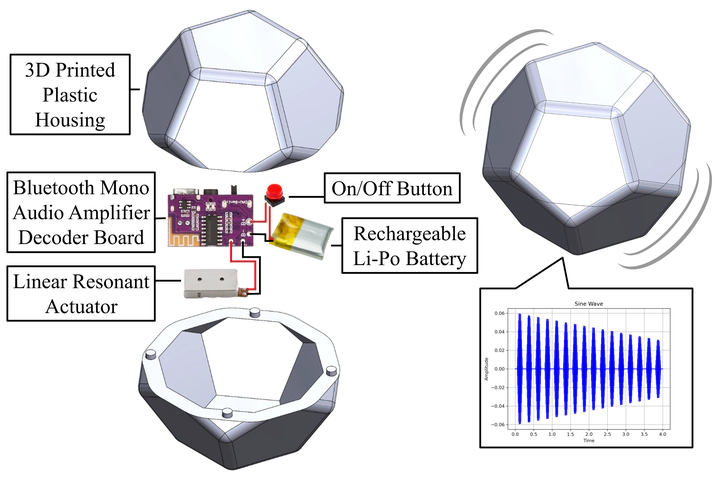 3D Printed
Plastic
Housing
Bluetooth Mono
Audio Amplifier
Decoder Board
On/Off Button
Rechargeable
Li-Po Battery
Linear Resonant
Actuator
Sine Wave
Amplitude
0.06
0.04
0.02
0.00
−0.02
−0.04
−0.06
0.0 0.5 1.0 1.5 2.0 2.5 3.0 3.5 4.0
Time